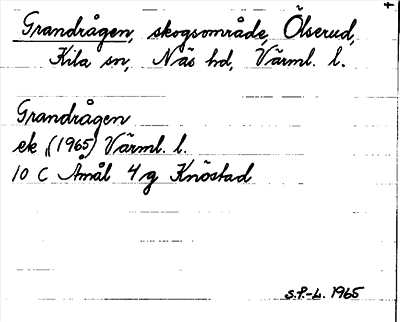 Grandrågen, skogsområde, Ölserud,
Kila sn, Näs hd, Värml. l.
Grandrågen
ek (1965) Värml. l.
10 C Åmål 4 g Knöstad
S.P.-L. 1965